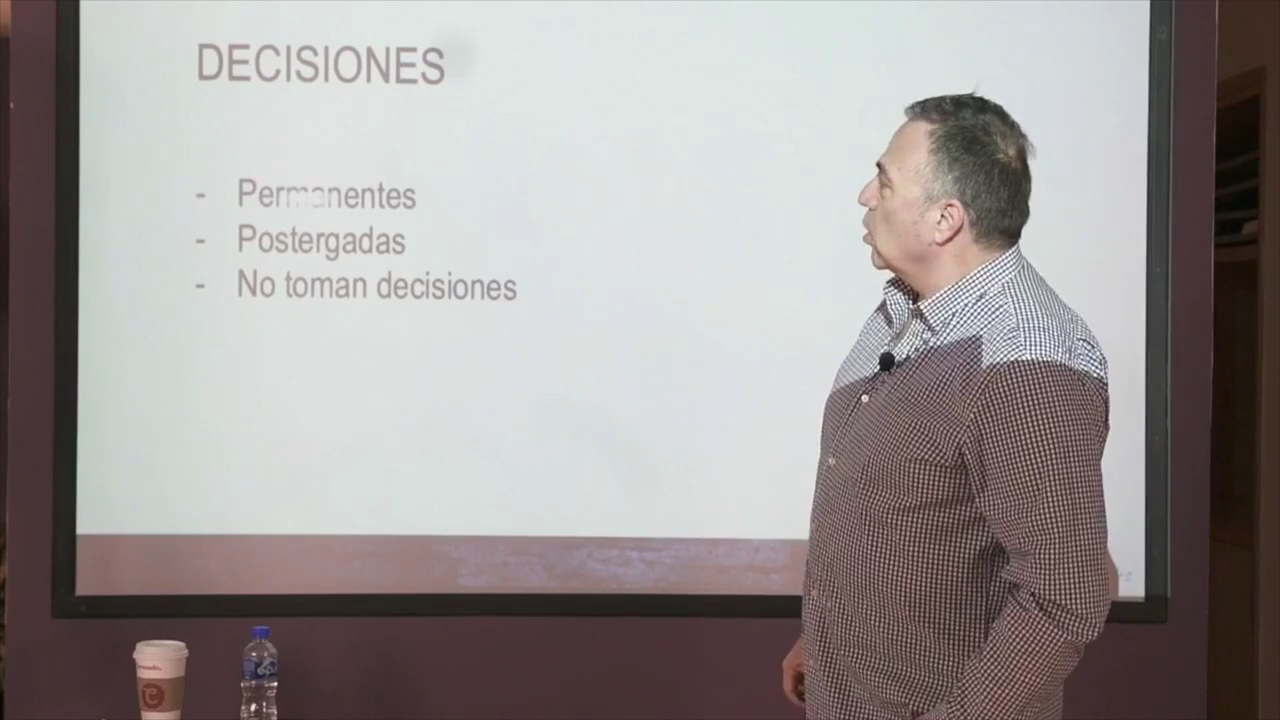 DECISIONES
- Permanentes
- Postergadas
- No toman decisiones